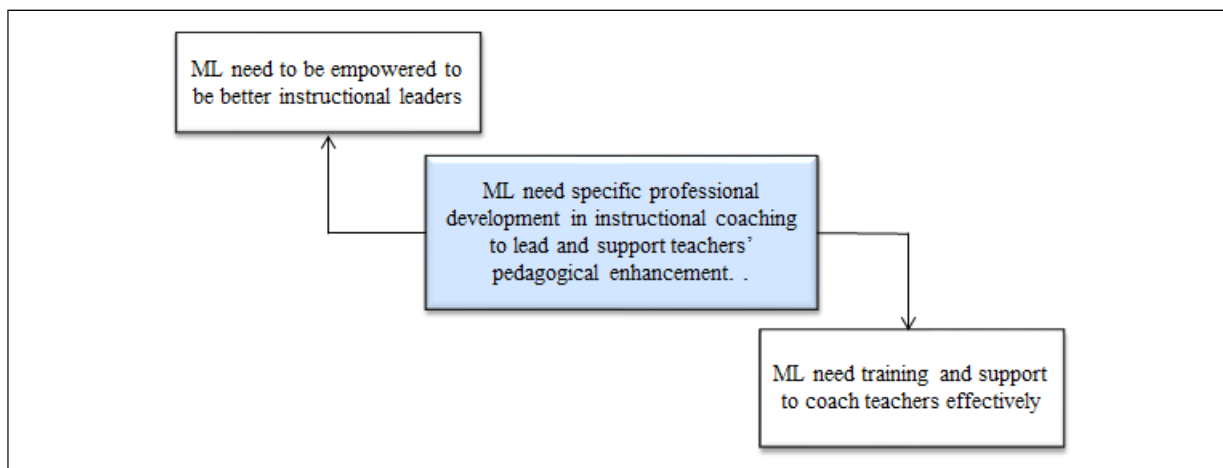 ML need to be empowered to
be better instructional leaders
ML need specific professional
development in instructional coaching
to lead and support teachers’
pedagogical enhancement. .
ML need training and support
to coach teachers effectively